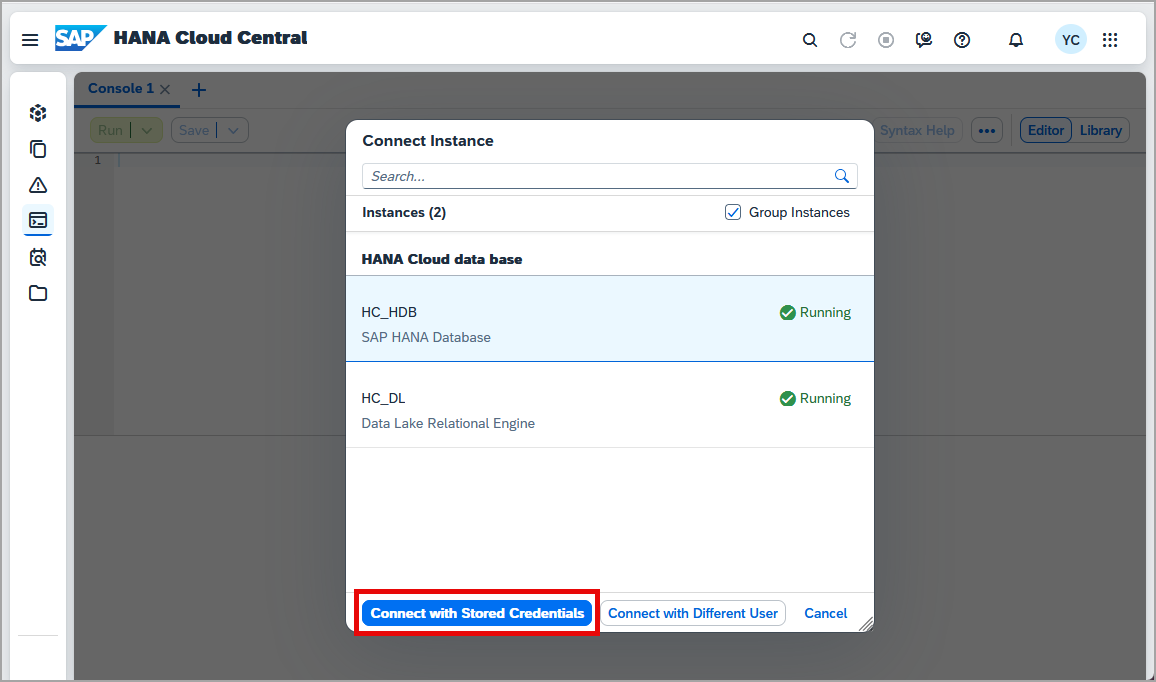 SAP HANA Cloud Central
YC
Console 1
Run
Save
Syntax Help
Editor
Library
1
Connect Instance
Search...
Instances (2)
Group Instances
HANA Cloud data base
HC_HDB
Running
SAP HANA Database
HC_DL
Running
Data Lake Relational Engine
Connect with Stored Credentials
Connect with Different User
Cancel